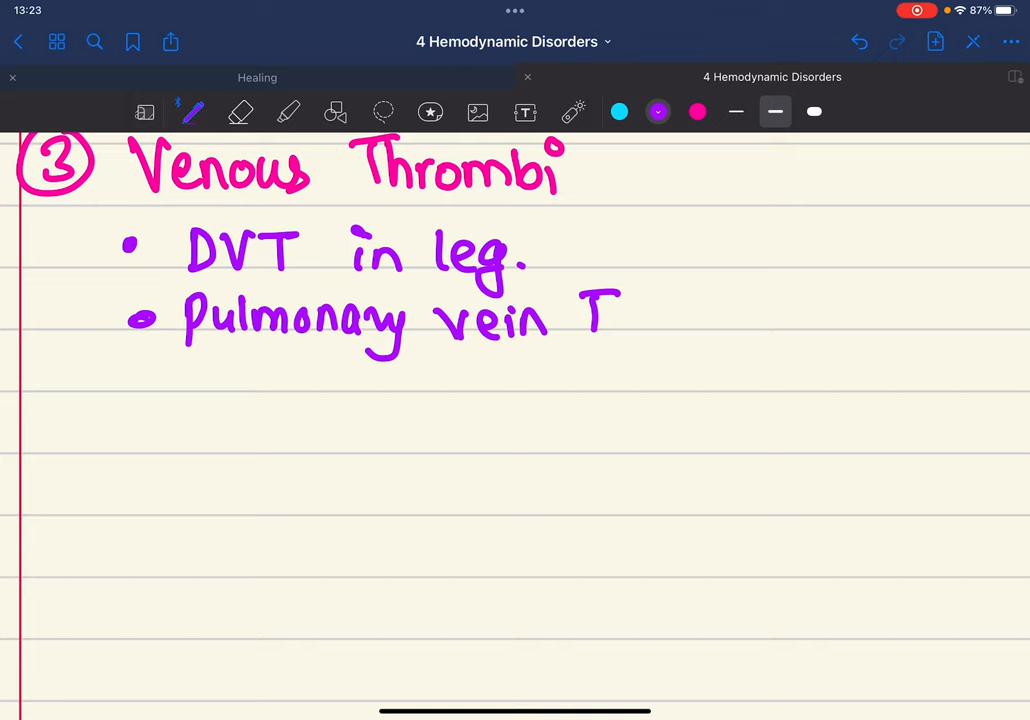 13:23
87%
4 Hemodynamic Disorders
Healing
4 Hemodynamic Disorders
3 Venous Thrombi
• DVT in leg.
• Pulmonary vein T